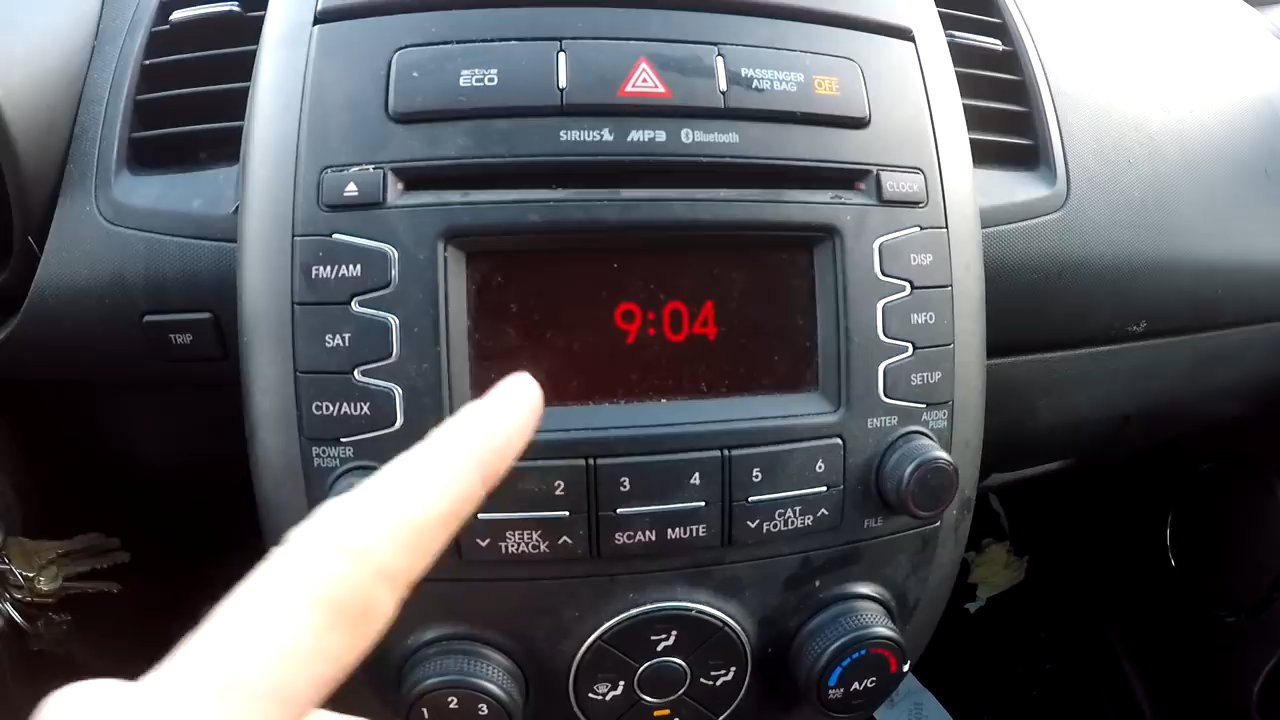 active
ECO
PASSENGER
AIR BAG
OFF
SIRIUS
MP3
Bluetooth
CLOCK
FM/AM
DISP
9:04
INFO
TRIP
SAT
SETUP
CD/AUX
ENTER
AUDIO
PUSH
POWER
PUSH
2
3
4
5
6
SEEK
TRACK
SCAN
MUTE
CAT
FOLDER
FILE
1
2
3
MAX
A/C
A/C